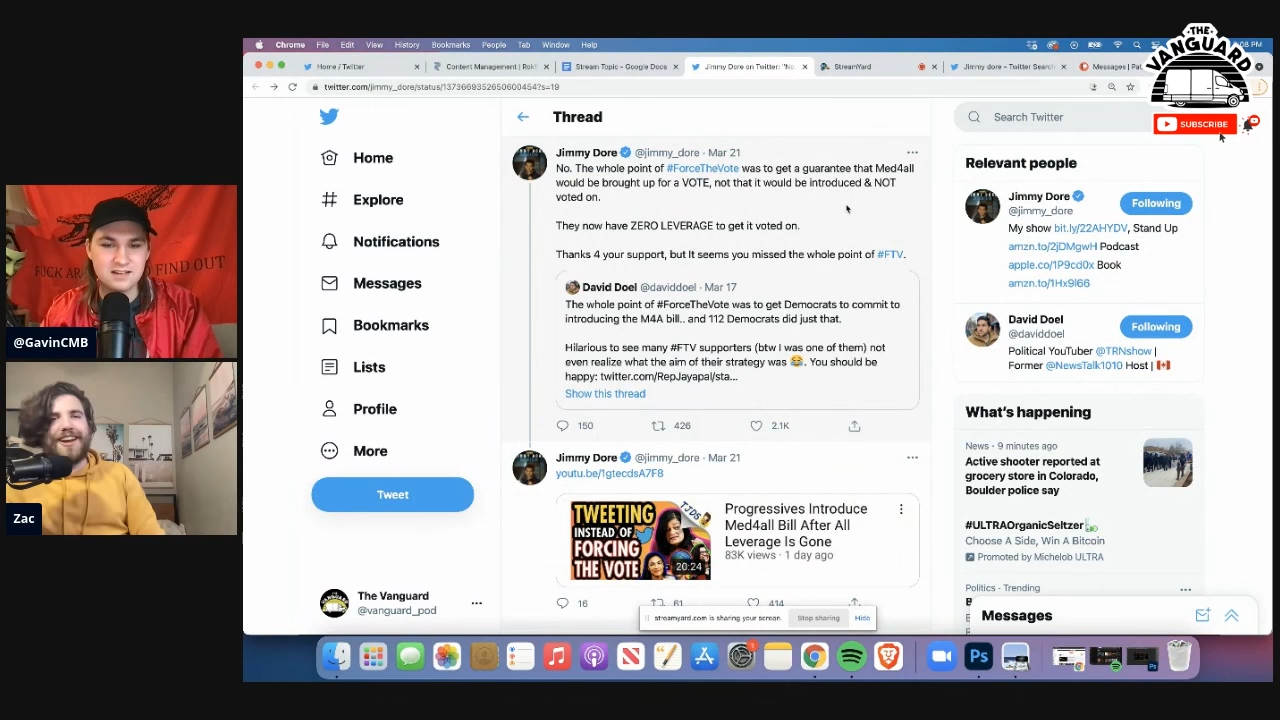 THE
VANGUARD
SUBSCRIBE
Chrome File Edit View History Bookmarks People Tab Window Help
Home / Twitter
Content Management | Rok
Stream Topic - Google Docs
Jimmy Dore on Twitter: "No.
StreamYard
Jimmy dore - Twitter Search
Messages | Pat
twitter.com/jimmy_dore/status/1373669352650600454?s=19
Home
Explore
Notifications
Messages
Bookmarks
Lists
Profile
More
Tweet
The Vanguard
@vanguard_pod
Thread
Jimmy Dore @jimmy_dore · Mar 21
No. The whole point of #ForceTheVote was to get a guarantee that Med4all
would be brought up for a VOTE, not that it would be introduced & NOT
voted on.
They now have ZERO LEVERAGE to get it voted on.
Thanks 4 your support, but It seems you missed the whole point of #FTV.
David Doel @daviddoel · Mar 17
The whole point of #ForceTheVote was to get Democrats to commit to
introducing the M4A bill.. and 112 Democrats did just that.
Hilarious to see many #FTV supporters (btw I was one of them) not
even realize what the aim of their strategy was 😂. You should be
happy: twitter.com/RepJayapal/sta...
Show this thread
150 426 2.1K
Jimmy Dore @jimmy_dore · Mar 21
youtu.be/1gtecdsA7F8
TWEETING
INSTEAD OF
FORCING
THE VOTE
TJDS
20:24
Progressives Introduce
Med4all Bill After All
Leverage Is Gone
83K views · 1 day ago
16 61 414
streamyard.com is sharing your screen. Stop sharing Hide
Search Twitter
Relevant people
Jimmy Dore
@jimmy_dore
Following
My show bit.ly/22AHYDV, Stand Up
amzn.to/2jDMgwH Podcast
apple.co/1P9cd0x Book
amzn.to/1Hx9l66
David Doel
@daviddoel
Following
Political YouTuber @TRNshow |
Former @NewsTalk1010 Host |
What's happening
News · 9 minutes ago
Active shooter reported at
grocery store in Colorado,
Boulder police say
#ULTRAOrganicSeltzer
Choose A Side, Win A Bitcoin
Promoted by Michelob ULTRA
Politics · Trending
Messages
FUCK AR FIND OUT
@GavinCMB
Zac
Ps